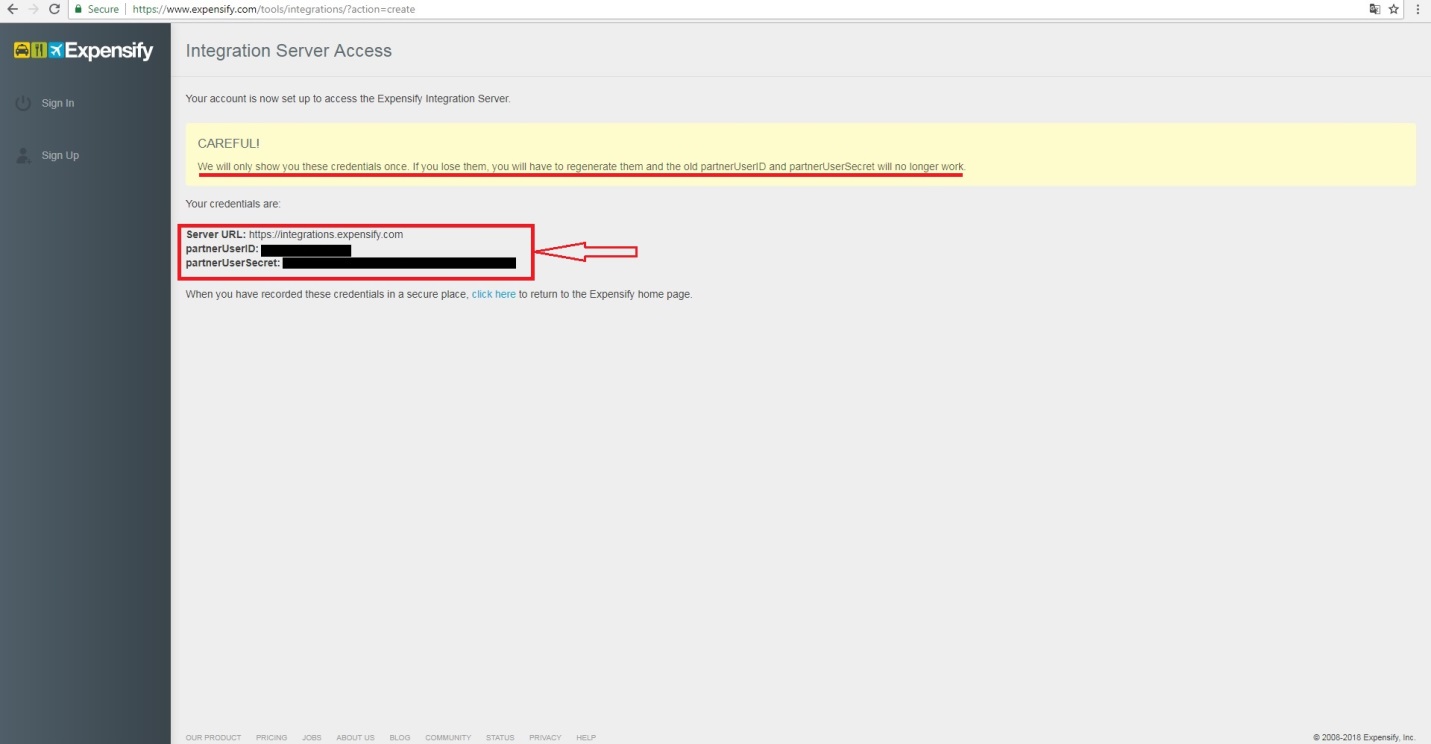 Secure https://www.expensify.com/tools/integrations/?action=create
Expensify
Integration Server Access
Sign In
Sign Up
Your account is now set up to access the Expensify Integration Server.
CAREFUL!
We will only show you these credentials once. If you lose them, you will have to regenerate them and the old partnerUserID and partnerUserSecret will no longer work.
Your credentials are:
Server URL: https://integrations.expensify.com
partnerUserID:
partnerUserSecret:
When you have recorded these credentials in a secure place, click here to return to the Expensify home page.
OUR PRODUCT PRICING JOBS ABOUT US BLOG COMMUNITY STATUS PRIVACY HELP
© 2008-2018 Expensify, Inc.